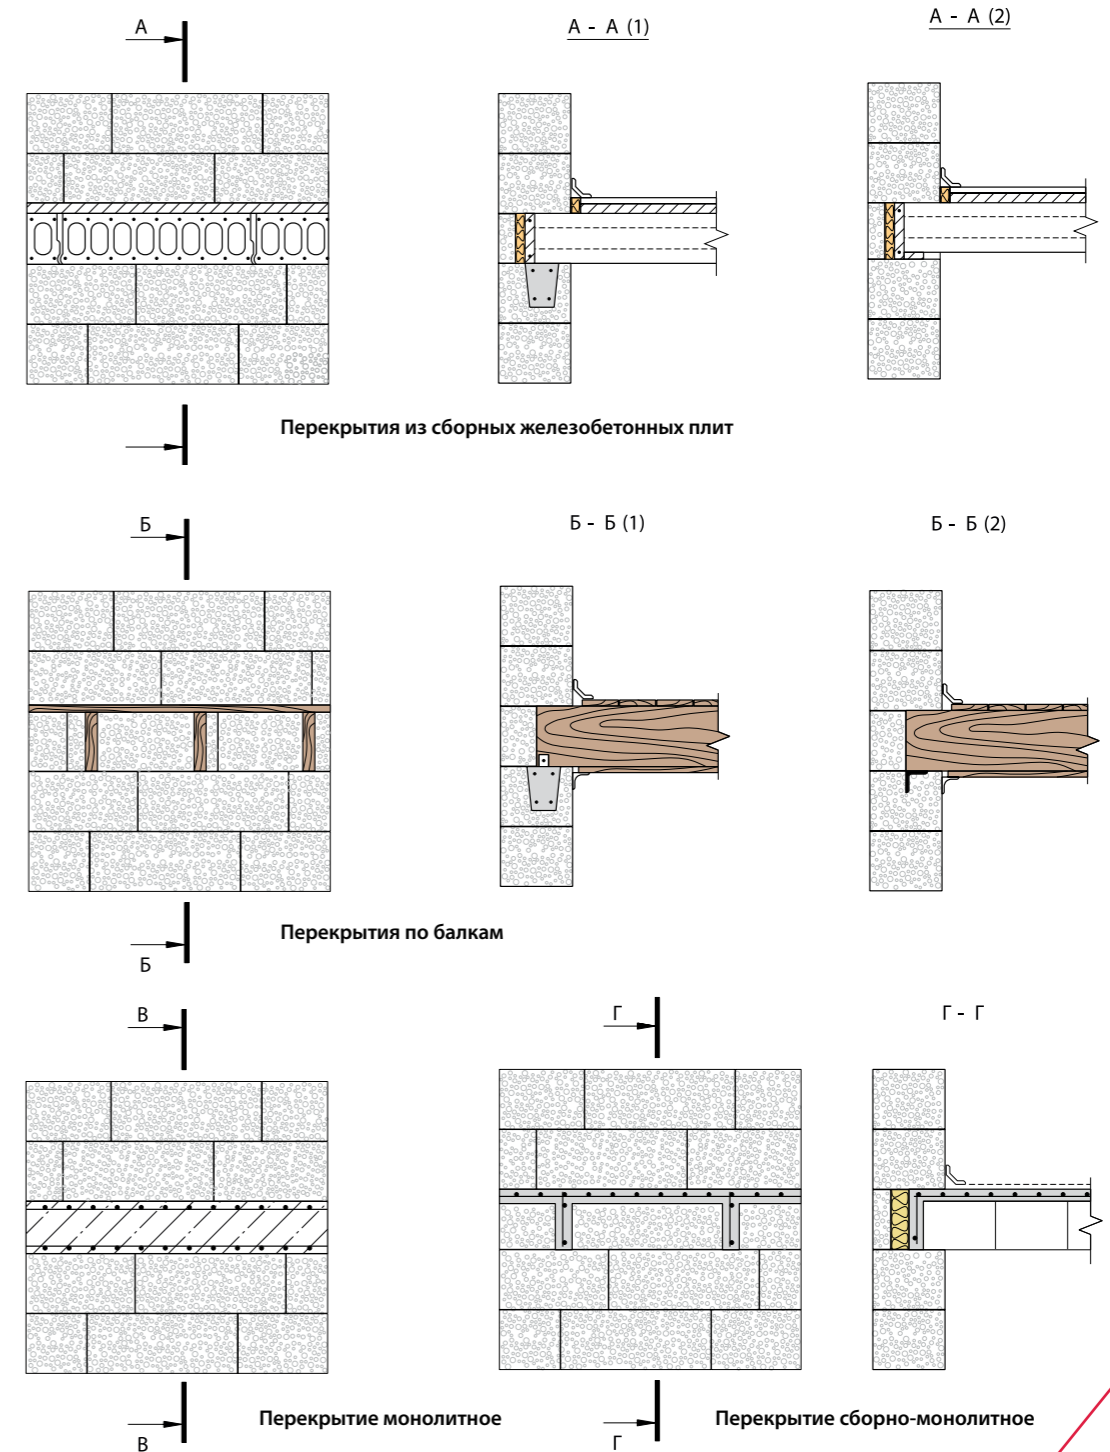 А
А - А (1)
А - А (2)
Перекрытия из сборных железобетонных плит
Б
Б - Б (1)
Б - Б (2)
Перекрытия по балкам
Б
В
Г
Г - Г
Перекрытие монолитное
Перекрытие сборно-монолитное
В
Г